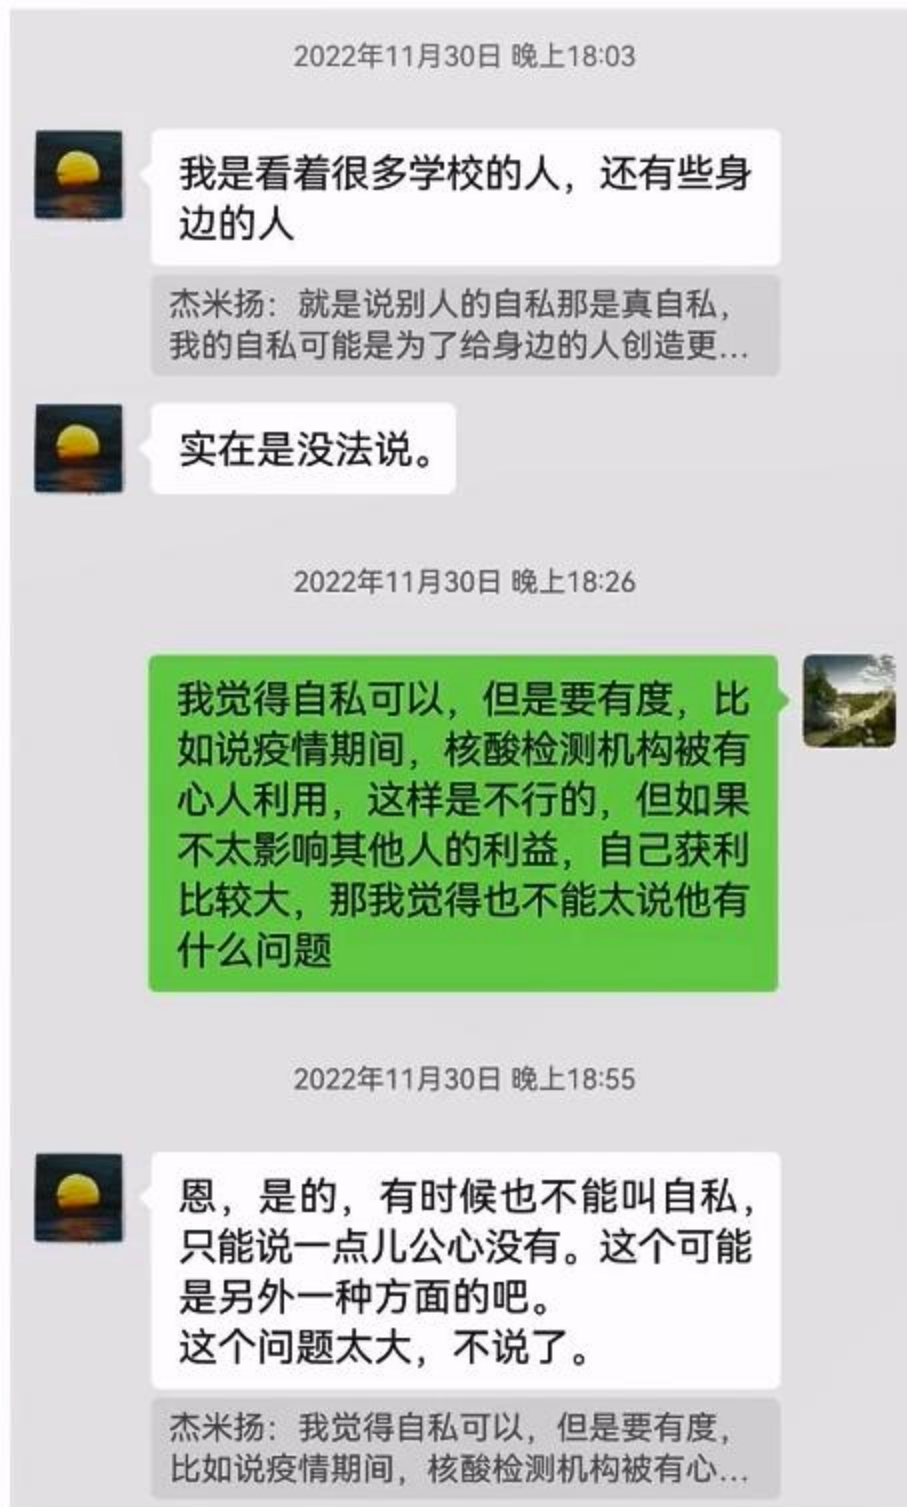 2022年11月30日 晚上18:03
我是看着很多学校的人，还有些身
边的人
杰米扬：就是说别人的自私那是真自私，
我的自私可能是为了给身边的人创造更...
实在是没法说。
2022年11月30日 晚上18:26
我觉得自私可以，但是要有度，比
如说疫情期间，核酸检测机构被有
心人利用，这样是不行的，但如果
不太影响其他人的利益，自己获利
比较大，那我觉得也不能太说他有
什么问题
2022年11月30日 晚上18:55
恩，是的，有时候也不能叫自私，
只能说一点儿公心没有。这个可能
是另外一种方面的吧。
这个问题太大，不说了。
杰米扬：我觉得自私可以，但是要有度，
比如说疫情期间，核酸检测机构被有心...